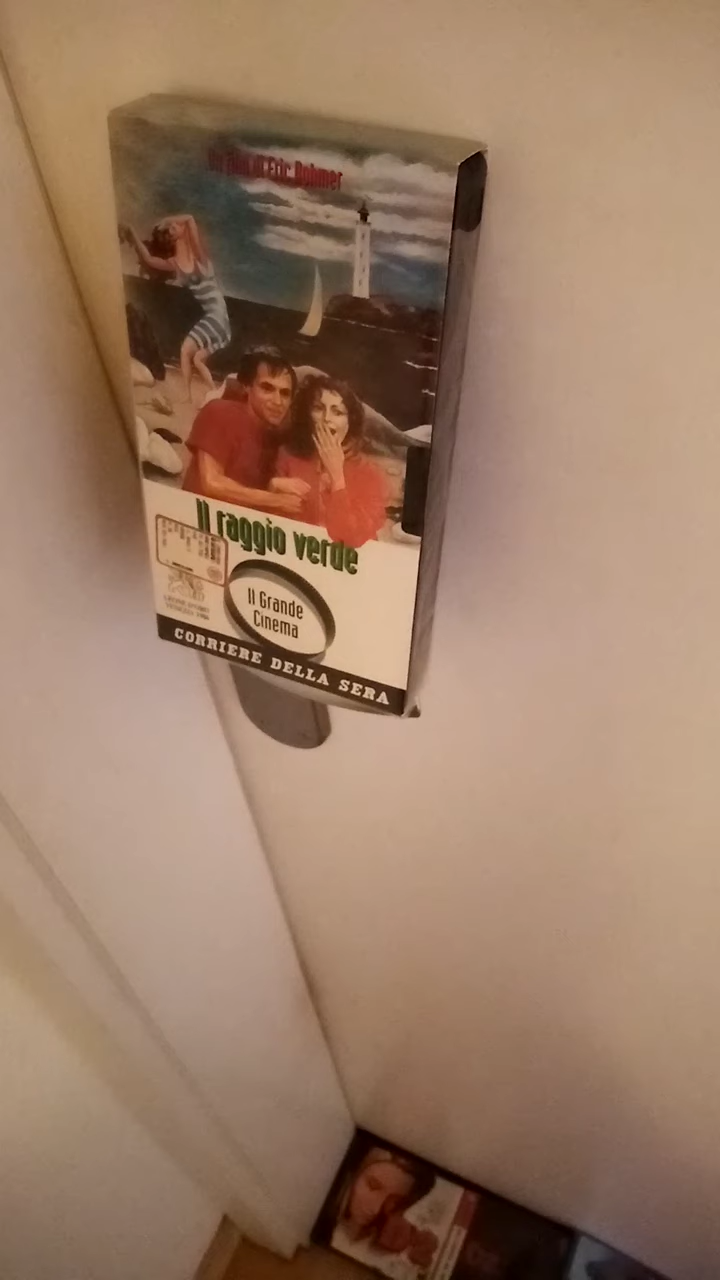 un film di Eric Rohmer
Il raggio verde
Il Grande
Cinema
CORRIERE DELLA SERA